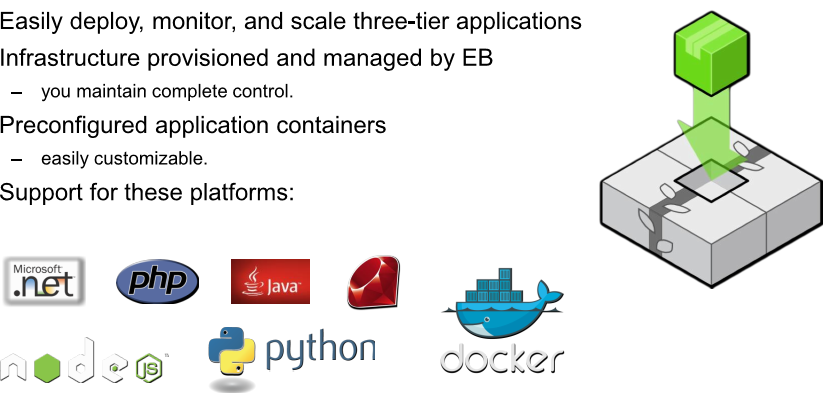 Easily deploy, monitor, and scale three-tier applications
Infrastructure provisioned and managed by EB
– you maintain complete control.
Preconfigured application containers
– easily customizable.
Support for these platforms:
Microsoft
.net
php
Java
node
JS
python
docker